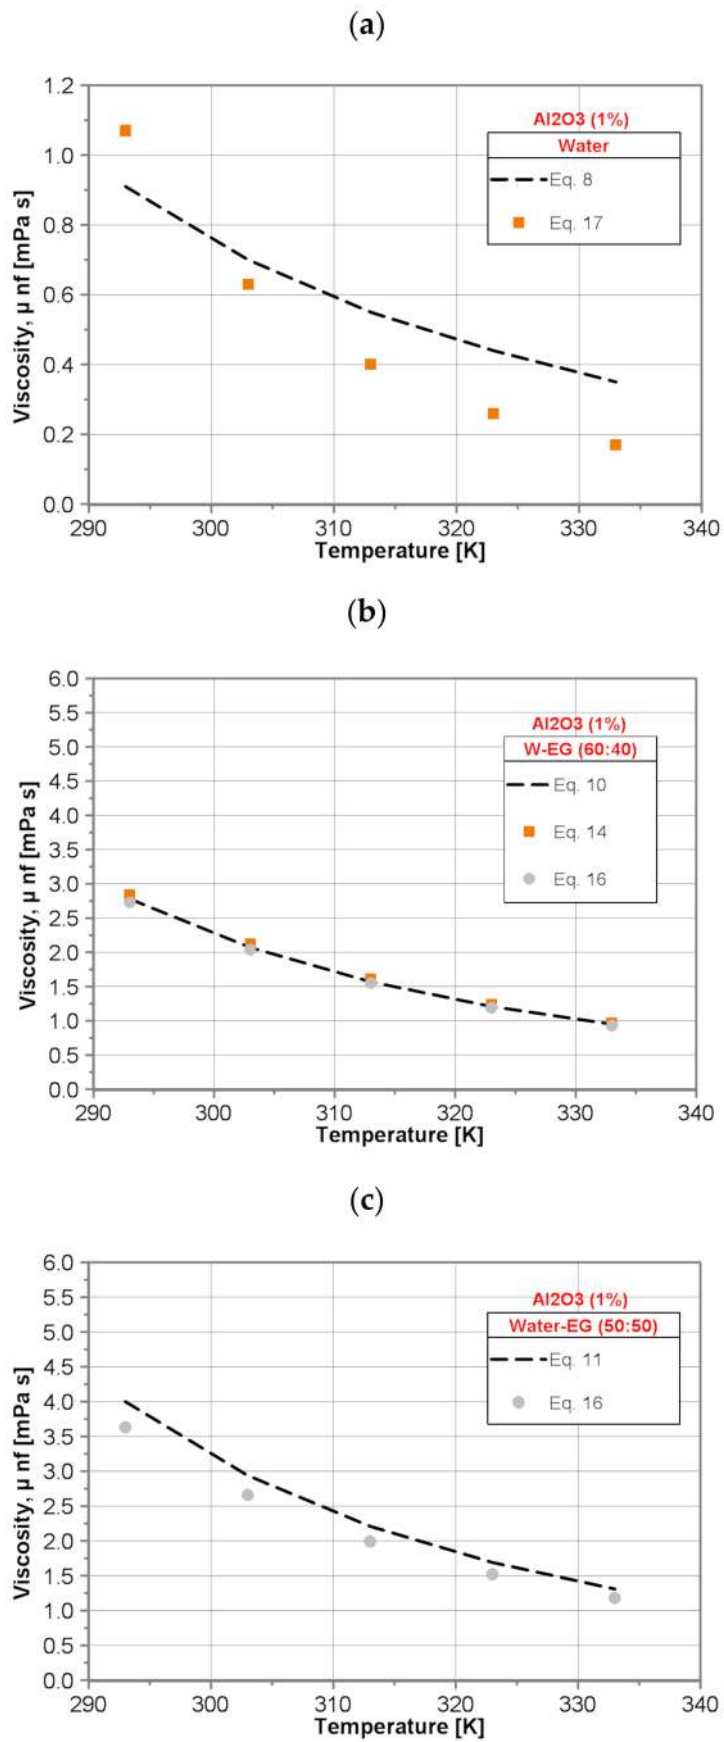 (a)
Al2O3 (1%)
Water
Eq. 8
Eq. 17
Viscosity, µ nf [mPa s]
1.2
1.0
0.8
0.6
0.4
0.2
0.0
290 300 310 320 330 340
Temperature [K]
(b)
Al2O3 (1%)
W-EG (60:40)
Eq. 10
Eq. 14
Eq. 16
Viscosity, µ nf [mPa s]
6.0
5.5
5.0
4.5
4.0
3.5
3.0
2.5
2.0
1.5
1.0
0.5
0.0
290 300 310 320 330 340
Temperature [K]
(c)
Al2O3 (1%)
Water-EG (50:50)
Eq. 11
Eq. 16
Viscosity, µ nf [mPa s]
6.0
5.5
5.0
4.5
4.0
3.5
3.0
2.5
2.0
1.5
1.0
0.5
0.0
290 300 310 320 330 340
Temperature [K]